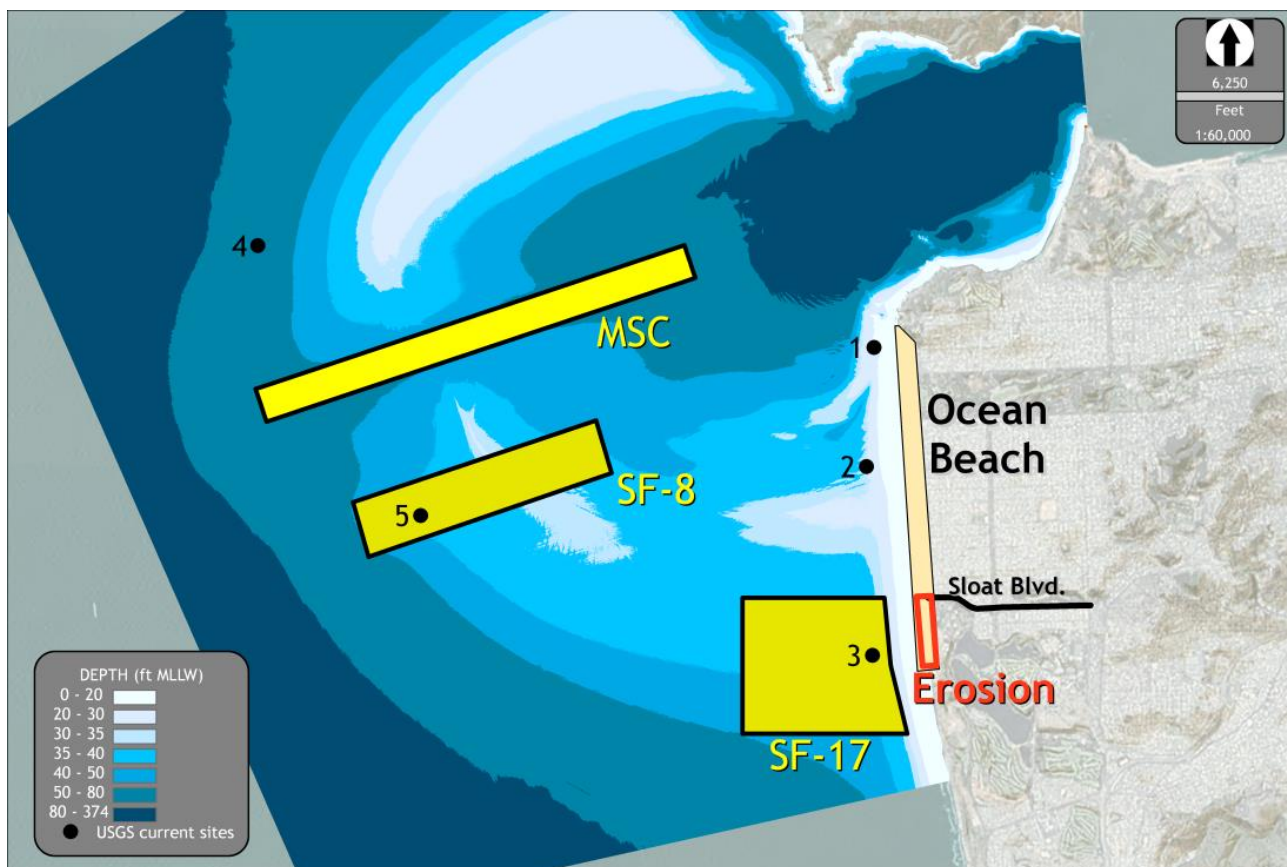 6,250
Feet
1:60,000
4
MSC
1
Ocean
Beach
2
SF-8
5
Sloat Blvd.
3
Erosion
SF-17
DEPTH (ft MLLW)
0 - 20
20 - 30
30 - 35
35 - 40
40 - 50
50 - 80
80 - 374
USGS current sites